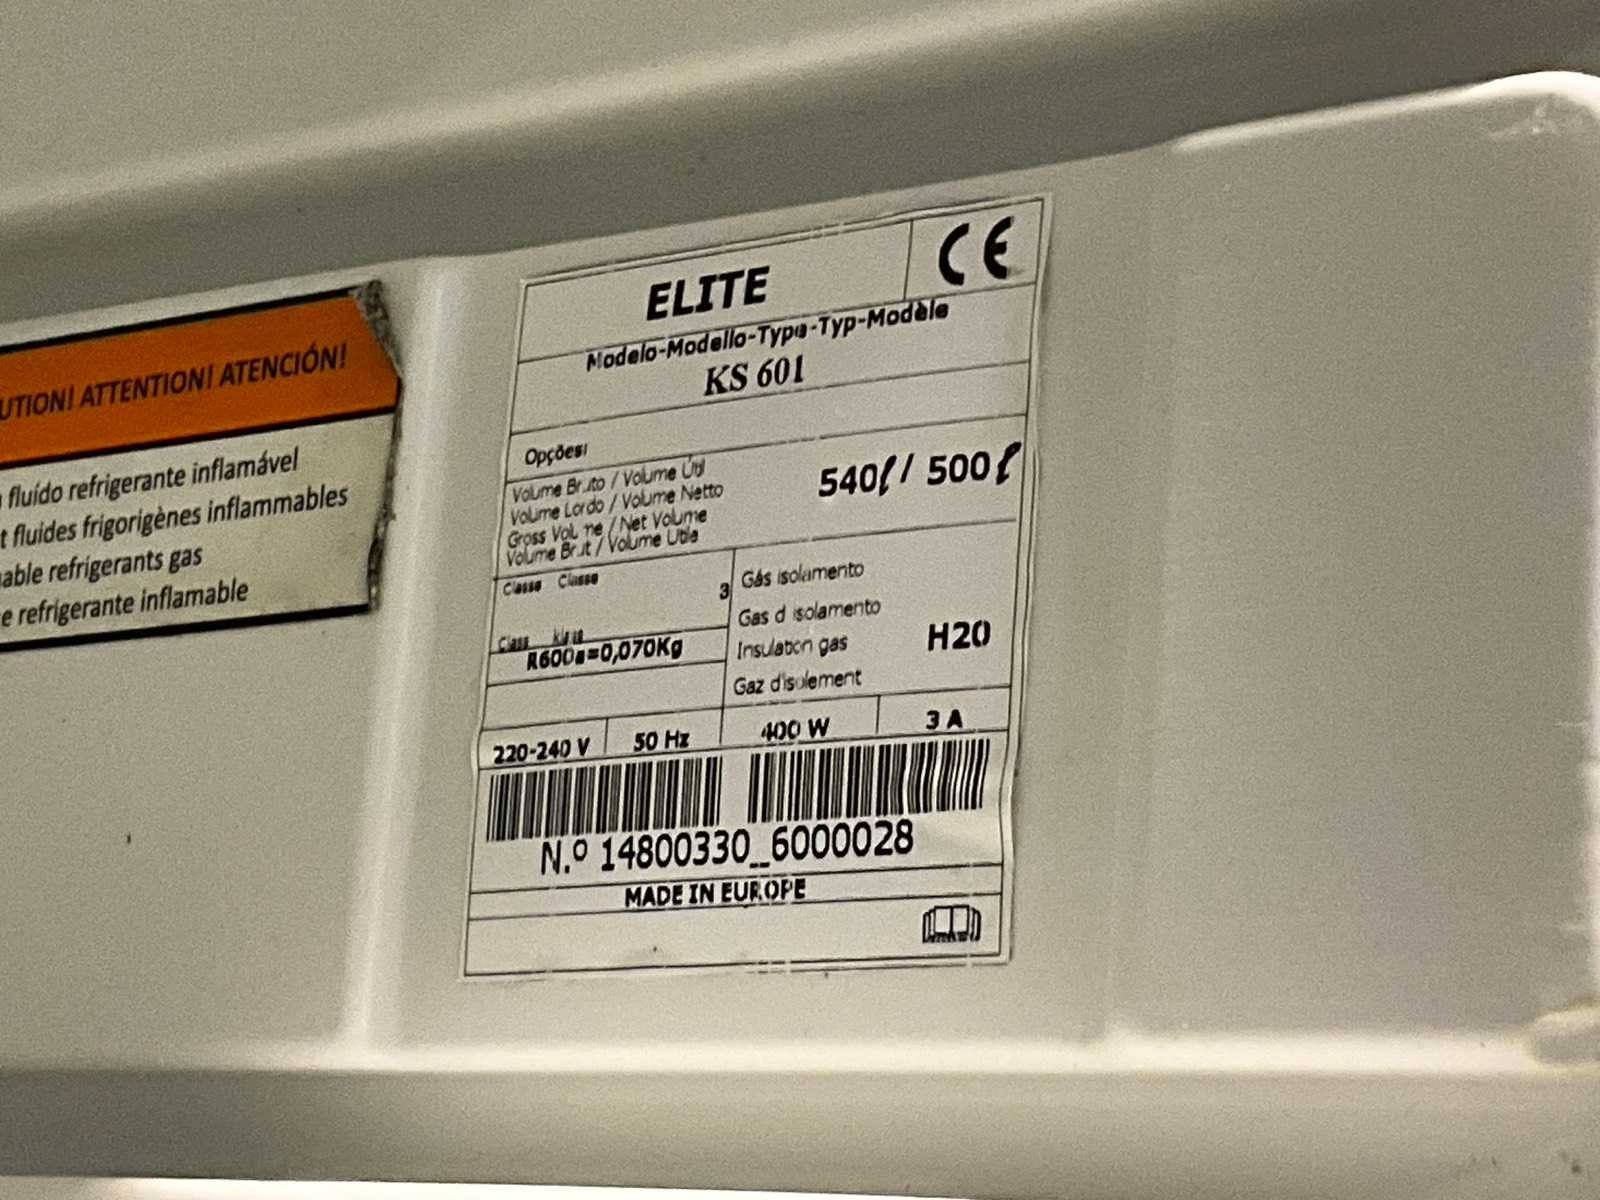 UTION! ATTENTION! ATENCIÓN!
fluído refrigerante inflamável
t fluides frigorigènes inflammables
able refrigerants gas
e refrigerante inflamable
ELITE
CE
Modelo-Modello-Type-Typ-Modèle
KS 601
Opções:
Volume Bruto / Volume Útil
Volume Lordo / Volume Netto
Gross Volume / Net Volume
Volume Brut / Volume Utile
540ℓ / 500ℓ
Classe Classe
3
Class klass
R600a=0,070Kg
Gás isolamento
Gas d isolamento
Insulation gas
Gaz d'isolement
H20
220-240 V 50 Hz 400 W 3 A
N.º 14800330_6000028
MADE IN EUROPE